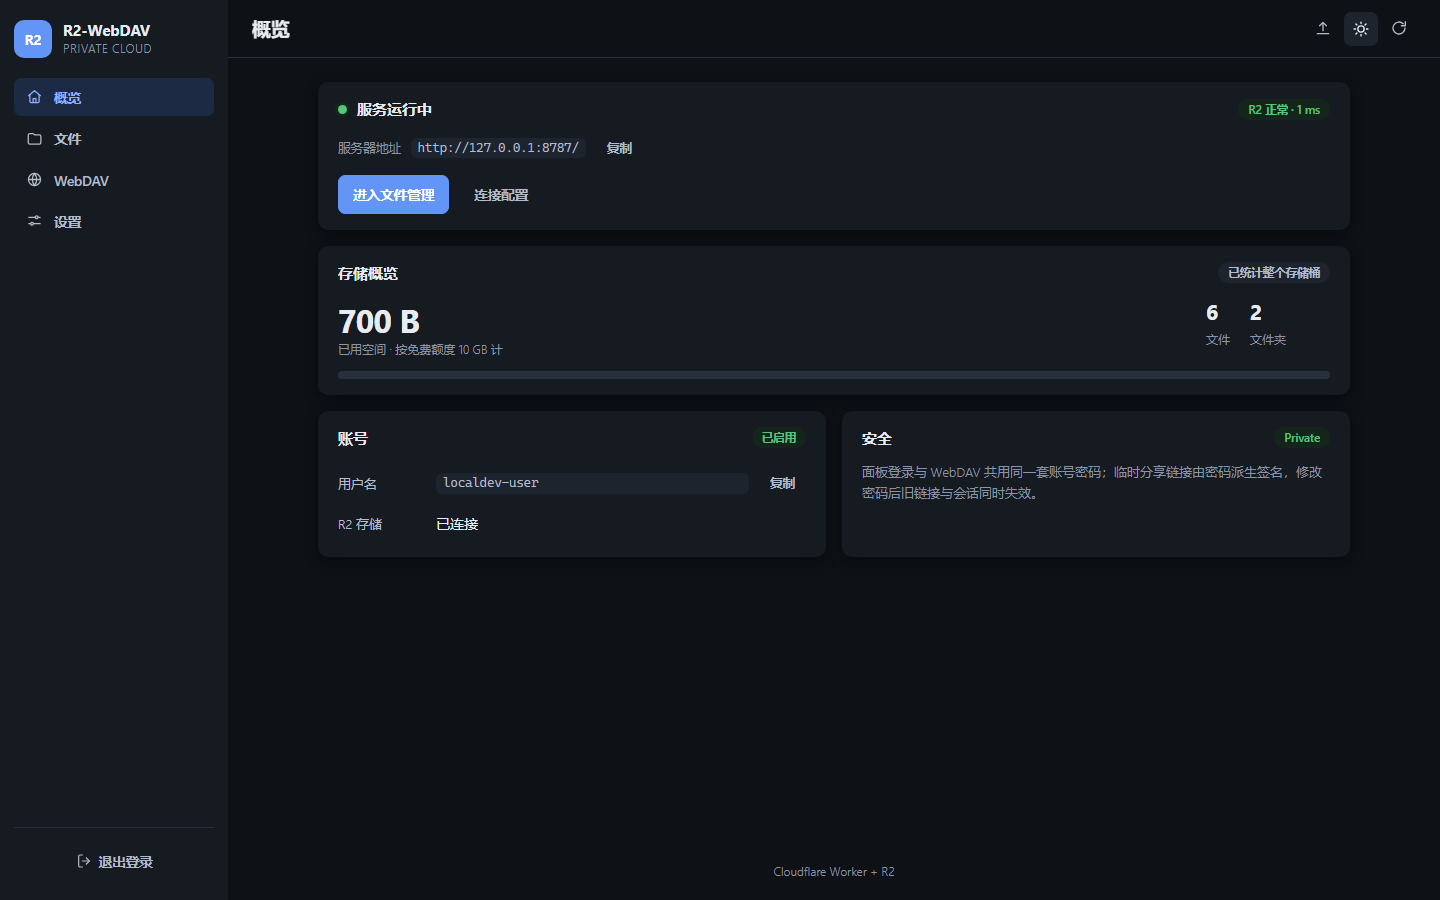 R2
R2-WebDAV
PRIVATE CLOUD
概览
文件
WebDAV
设置
退出登录
概览
服务运行中
R2 正常 · 1 ms
服务器地址 http://127.0.0.1:8787/ 复制
进入文件管理 连接配置
存储概览
已统计整个存储桶
700 B
已用空间 · 按免费额度 10 GB 计
6 2
文件 文件夹
账号
已启用
用户名 localdev-user 复制
R2 存储 已连接
安全
Private
面板登录与 WebDAV 共用同一套账号密码；临时分享链接由密码派生签名，修改
密码后旧链接与会话同时失效。
Cloudflare Worker + R2